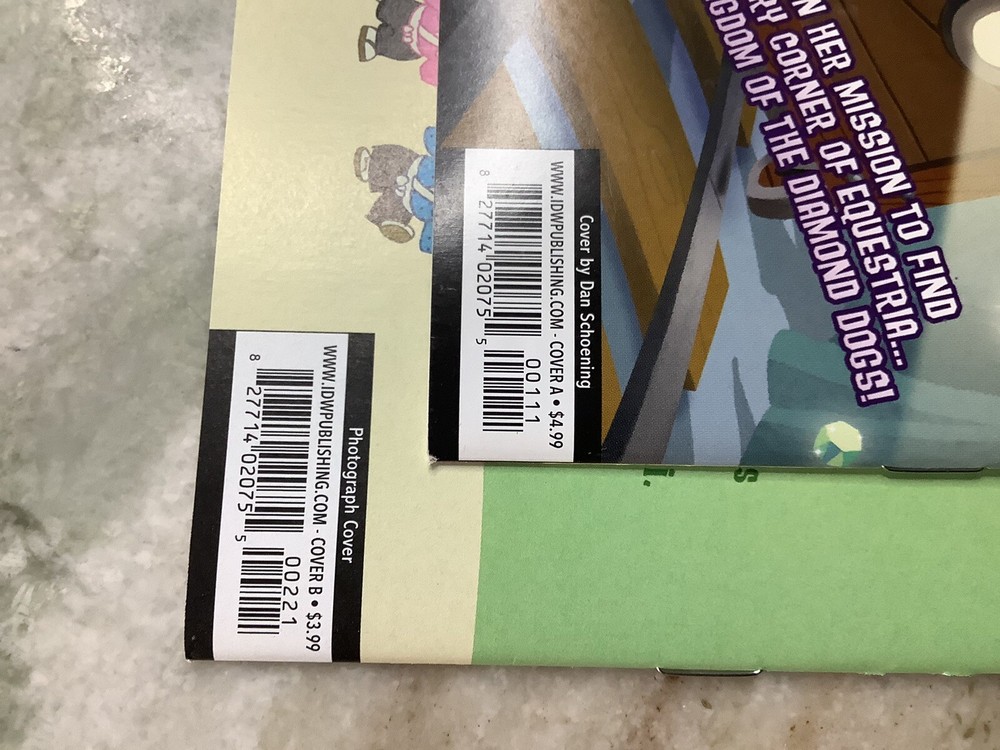 N HER MISSION TO FIND
RY CORNER OF EQUESTRIA...
GDOM OF THE DIAMOND DOGS!
Cover by Dan Schoening
WWW.IDWPUBLISHING.COM - COVER A • $4.99
00111
8 27714 02075 5
Photograph Cover
WWW.IDWPUBLISHING.COM - COVER B • $3.99
00221
8 27714 02075 5
s
i.